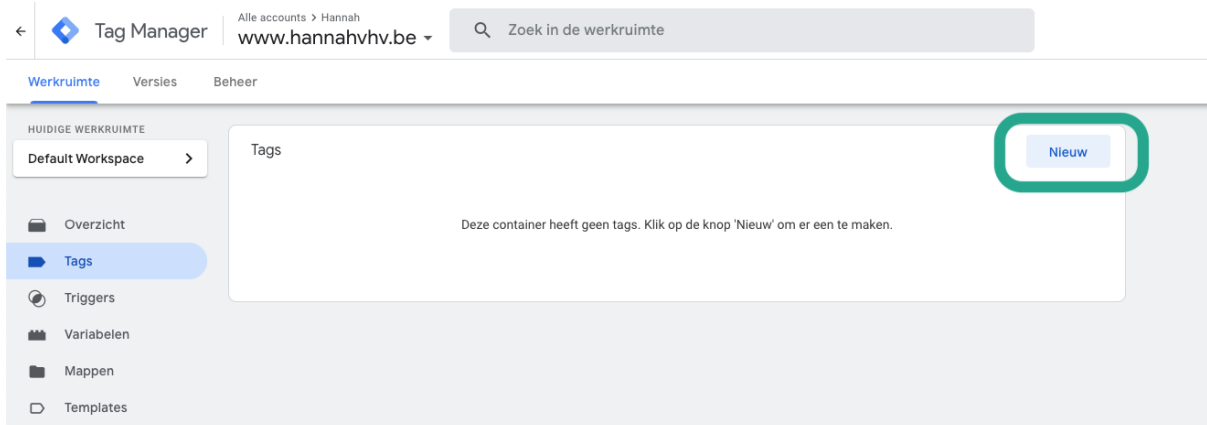 Tag Manager
Alle accounts > Hannah
www.hannahvhv.be
Zoek in de werkruimte
Werkruimte Versies Beheer
HUIDIGE WERKRUIMTE
Default Workspace
Tags
Nieuw
Deze container heeft geen tags. Klik op de knop 'Nieuw' om er een te maken.
Overzicht
Tags
Triggers
Variabelen
Mappen
Templates